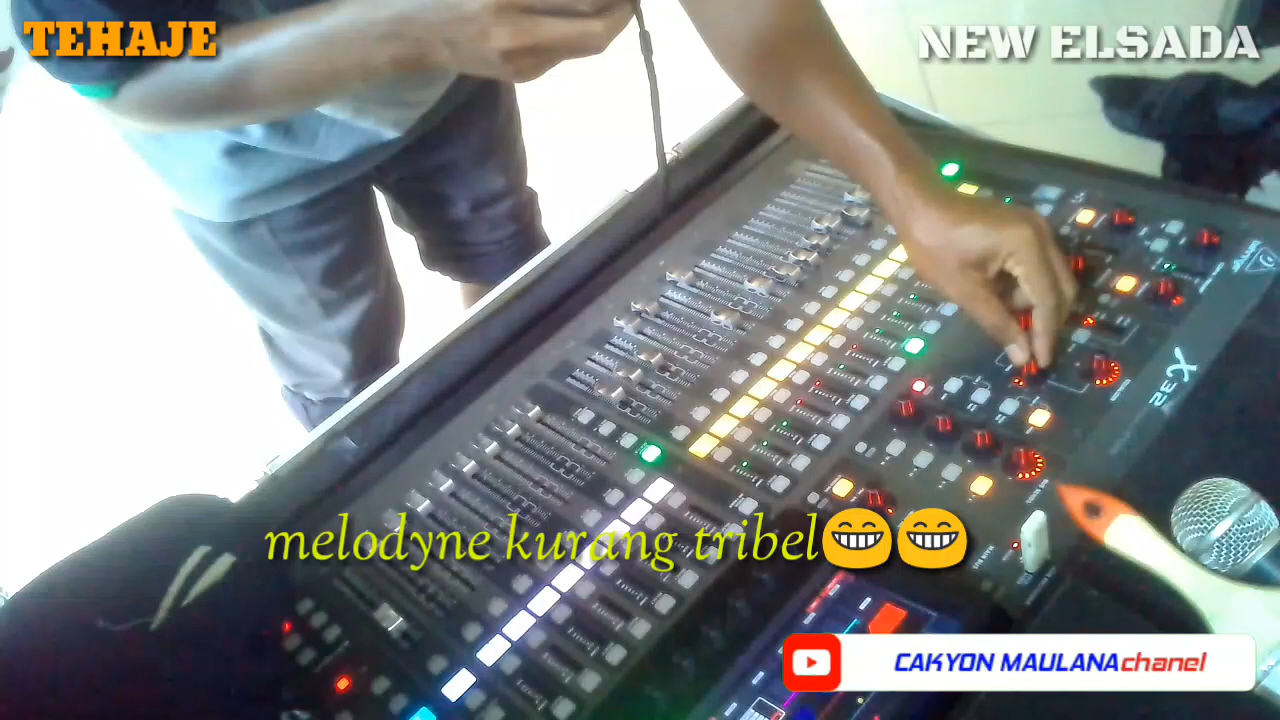 TEHAJE
NEW ELSADA
X32
melodyne kurang tribel😁😁
CAKYON MAULANAchanel